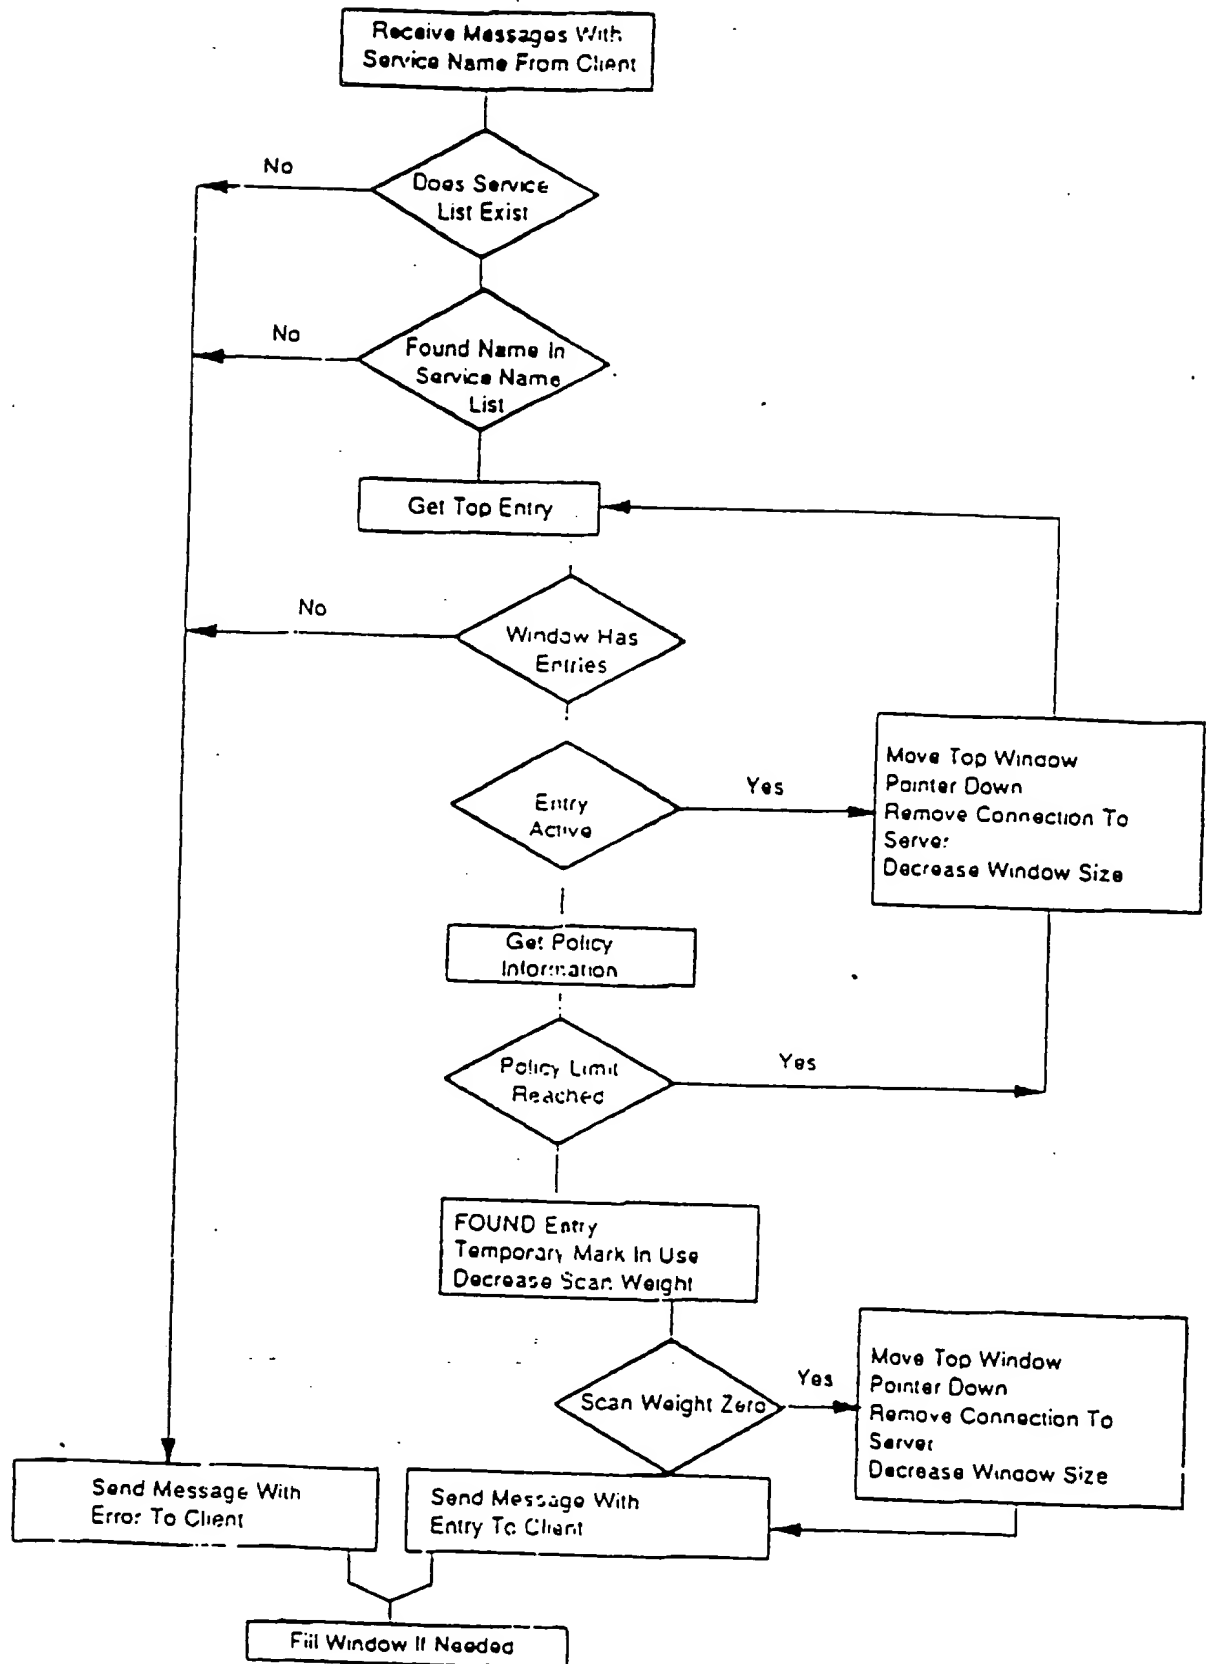 Receive Messages With
Service Name From Client
No
Does Service
List Exist
No
Found Name In
Service Name
List
Get Top Entry
No
Window Has
Entries
Entry
Active
Yes
Move Top Window
Pointer Down
Remove Connection To
Server
Decrease Window Size
Get Policy
Information
Policy Limit
Reached
Yes
FOUND Entry
Temporary Mark In Use
Decrease Scan Weight
Scan Weight Zero
Yes
Move Top Window
Pointer Down
Remove Connection To
Server
Decrease Window Size
Send Message With
Error To Client
Send Message With
Entry To Client
Fill Window If Needed